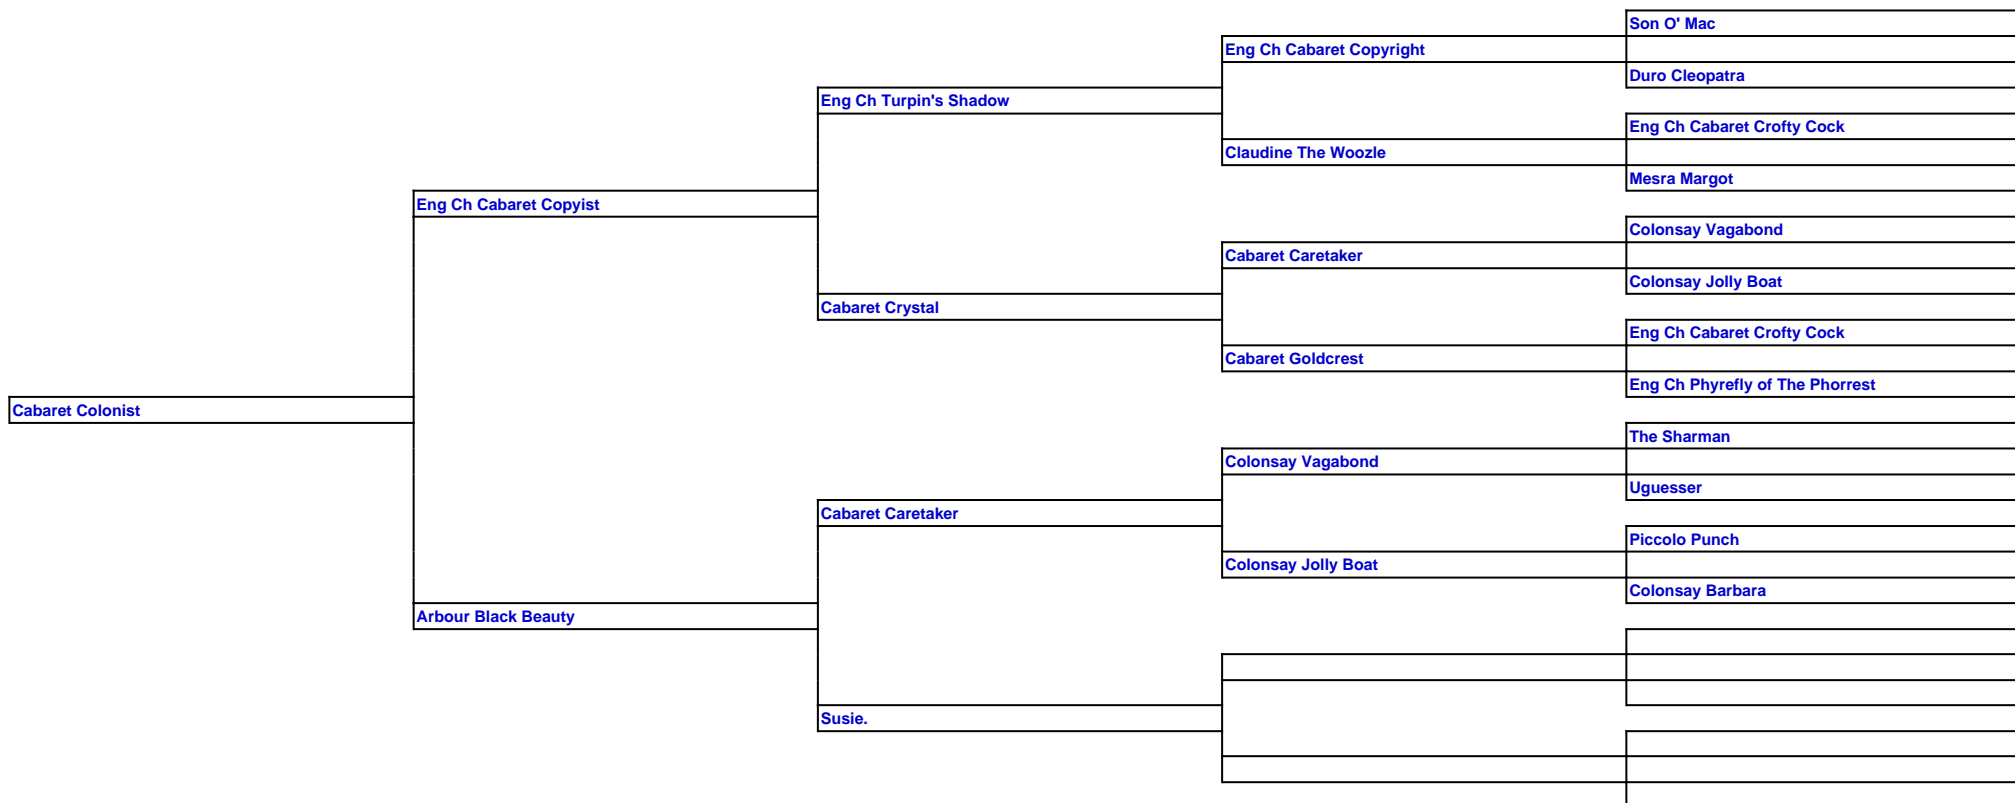 Son O' Mac
Eng Ch Cabaret Copyright
Duro Cleopatra
Eng Ch Turpin's Shadow
Eng Ch Cabaret Crofty Cock
Claudine The Woozle
Mesra Margot
Eng Ch Cabaret Copyist
Colonsay Vagabond
Cabaret Caretaker
Colonsay Jolly Boat
Cabaret Crystal
Eng Ch Cabaret Crofty Cock
Cabaret Goldcrest
Eng Ch Phyrefly of The Phorrest
Cabaret Colonist
The Sharman
Colonsay Vagabond
Uguesser
Cabaret Caretaker
Piccolo Punch
Colonsay Jolly Boat
Colonsay Barbara
Arbour Black Beauty
Susie.